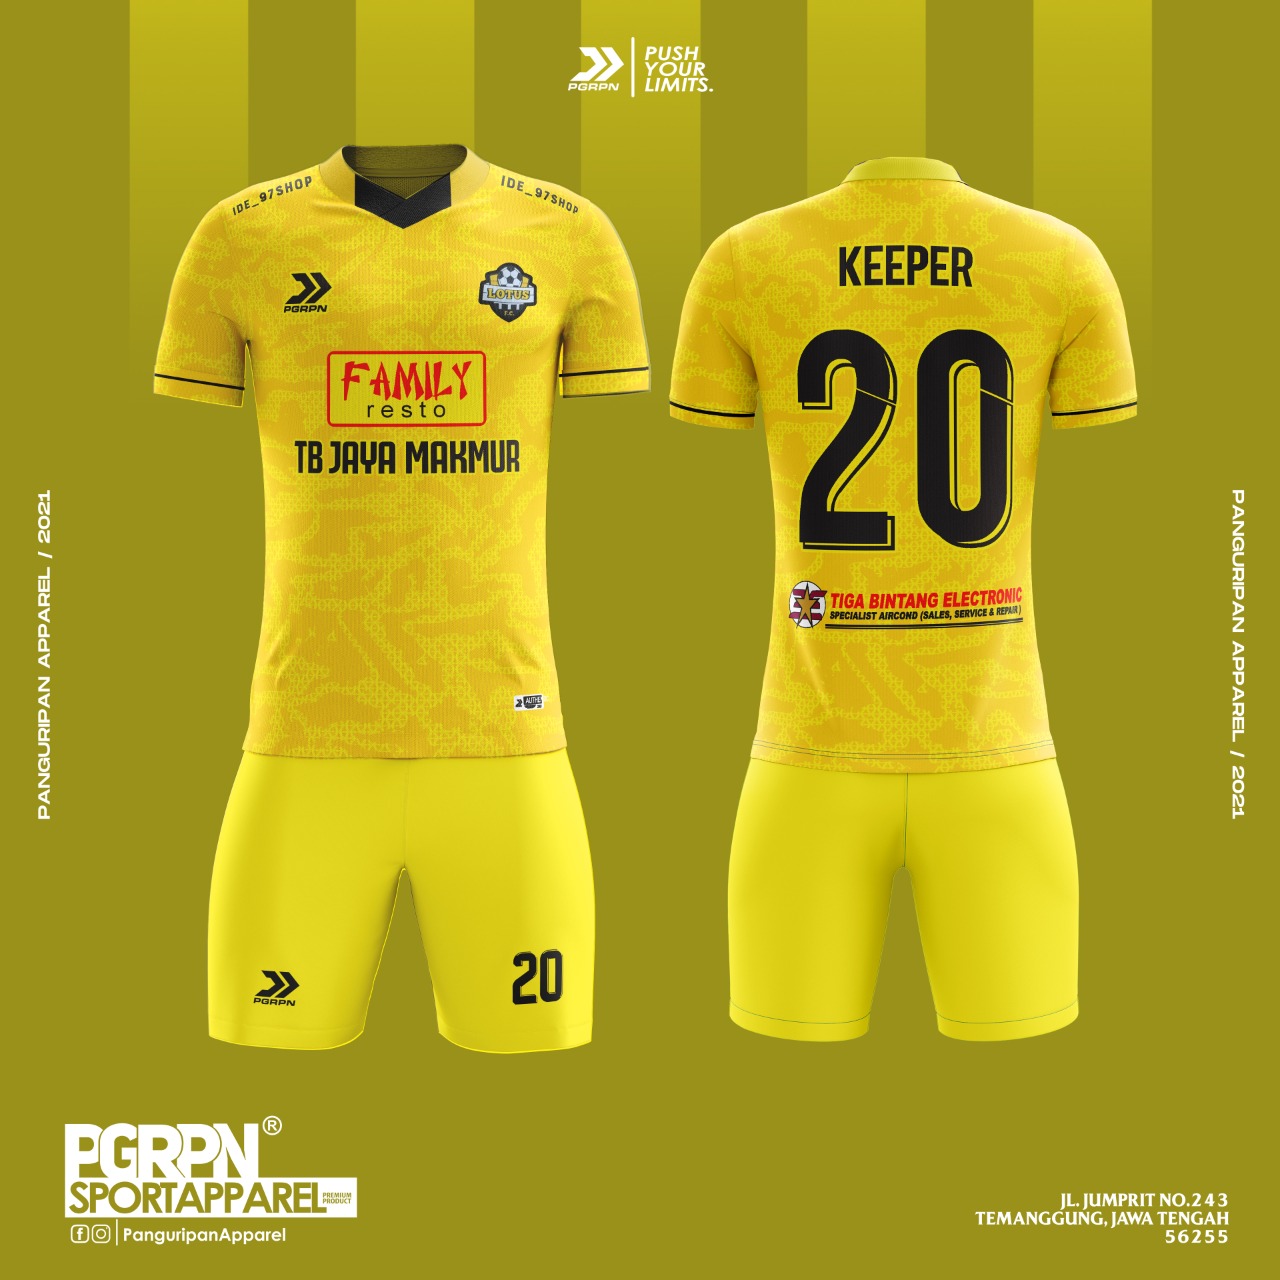 PGRPN
PUSH
YOUR
LIMITS.
IDE_97SHOP
IDE_97SHOP
PGRPN
LOTUS
F.C.
FAMILY
resto
TB JAYA MAKMUR
KEEPER
20
TIGA BINTANG ELECTRONIC
SPECIALIST AIRCOND (SALES, SERVICE & REPAIR )
PANGURIPAN APPAREL / 2021
PANGURIPAN APPAREL / 2021
PGRPN
20
PGRPN®
SPORTAPPAREL
PREMIUM
PRODUCT
PanguripanApparel
JL. JUMPRIT NO.243
TEMANGGUNG, JAWA TENGAH
56255